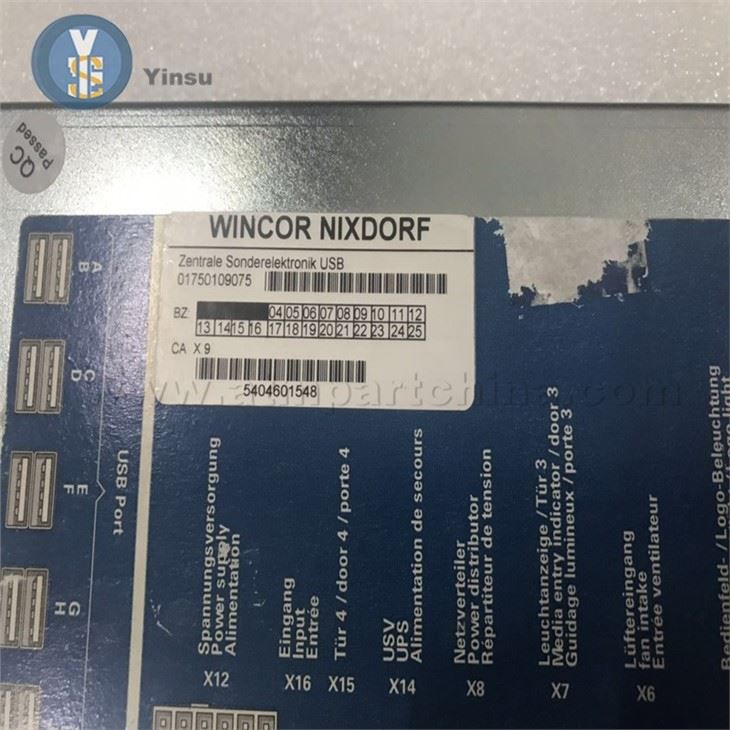 YS
Yinsu
QC
Passed
WINCOR NIXDORF
Zentrale Sonderelektronik USB
01750109075
BZ: 04 05 06 07 08 09 10 11 12
13 14 15 16 17 18 19 20 21 22 23 24 25
CA X 9
5404601548
www.atmpartchina.com
A
B
C
D
E
F
G
H
USB Port
Spannungsversorgung
Power supply
Alimentation
X12
Eingang
Input
Entrée
X16
Tür 4 / door 4 / porte 4
X15
USV
UPS
Alimentation de secours
X14
Netzverteiler
Power distributor
Répartiteur de tension
X8
Leuchtanzeige / Tür 3
Media entry indicator / door 3
Guidage lumineux / porte 3
X7
Lüftereingang
fan intake
Entrée ventilateur
X6
Bedienfeld- / Logo-Beleuchtung